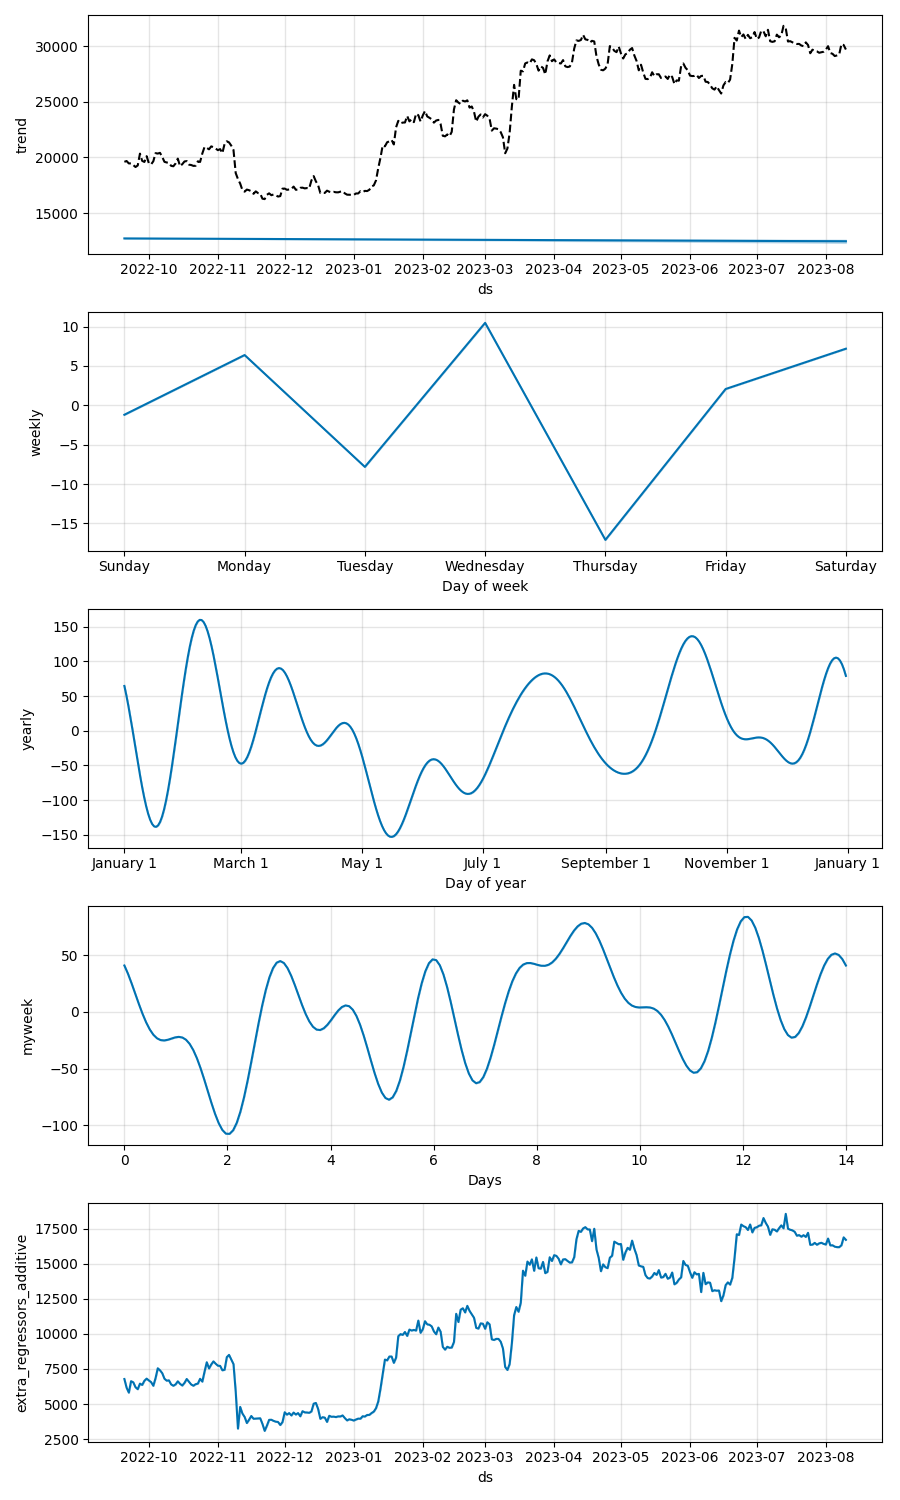 trend
30000
25000
20000
15000
2022-10 2022-11 2022-12 2023-01 2023-02 2023-03 2023-04 2023-05 2023-06 2023-07 2023-08
ds
weekly
10
5
0
−5
−10
−15
Sunday Monday Tuesday Wednesday Thursday Friday Saturday
Day of week
yearly
150
100
50
0
−50
−100
−150
January 1 March 1 May 1 July 1 September 1 November 1 January 1
Day of year
myweek
50
0
−50
−100
0 2 4 6 8 10 12 14
Days
extra_regressors_additive
17500
15000
12500
10000
7500
5000
2500
2022-10 2022-11 2022-12 2023-01 2023-02 2023-03 2023-04 2023-05 2023-06 2023-07 2023-08
ds